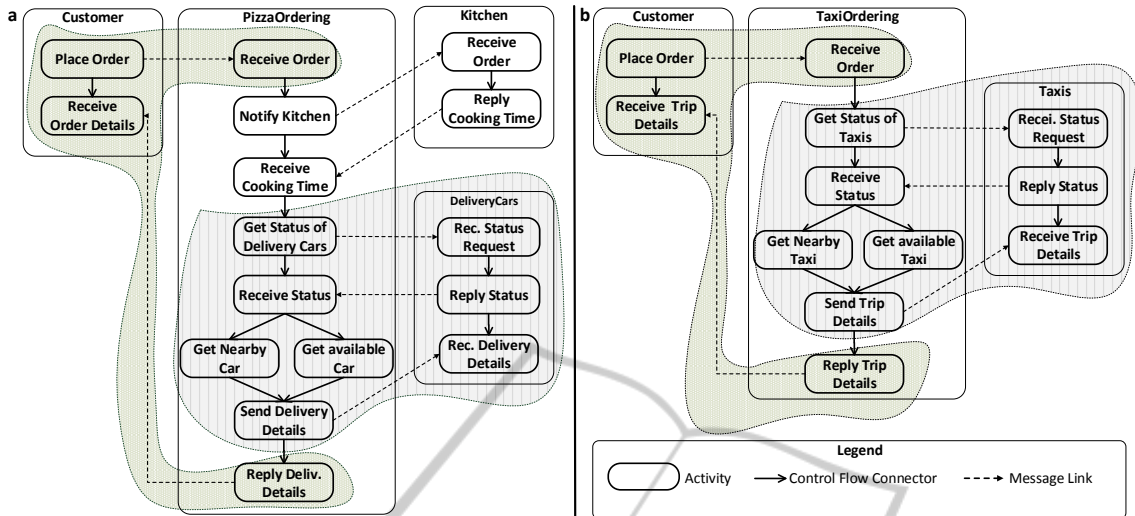 a
Customer
Place Order
Receive
Order Details
PizzaOrdering
Receive Order
Notify Kitchen
Receive
Cooking Time
Get Status of
Delivery Cars
Receive Status
Get Nearby
Car
Get available
Car
Send Delivery
Details
Reply Deliv.
Details
Kitchen
Receive
Order
Reply
Cooking Time
DeliveryCars
Rec. Status
Request
Reply Status
Rec. Delivery
Details
b
Customer
Place Order
Receive Trip
Details
TaxiOrdering
Receive
Order
Get Status of
Taxis
Receive
Status
Get Nearby
Taxi
Get available
Taxi
Send Trip
Details
Reply Trip
Details
Taxis
Recei. Status
Request
Reply Status
Receive Trip
Details
Legend
Activity
Control Flow Connector
Message Link